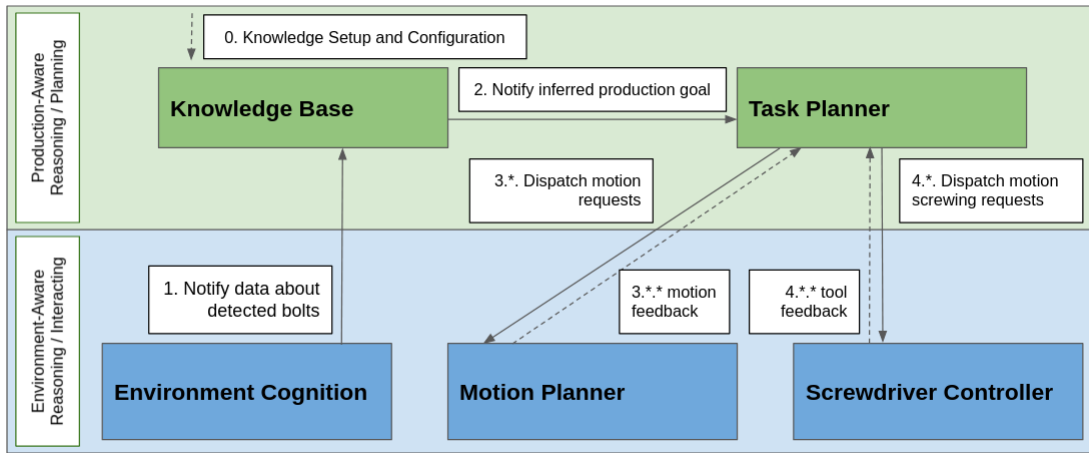 Production-Aware
Reasoning / Planning
0. Knowledge Setup and Configuration
Knowledge Base
2. Notify inferred production goal
Task Planner
3.*. Dispatch motion
requests
4.*. Dispatch motion
screwing requests
Environment-Aware
Reasoning / Interacting
1. Notify data about
detected bolts
3.*.* motion
feedback
4.*.* tool
feedback
Environment Cognition
Motion Planner
Screwdriver Controller